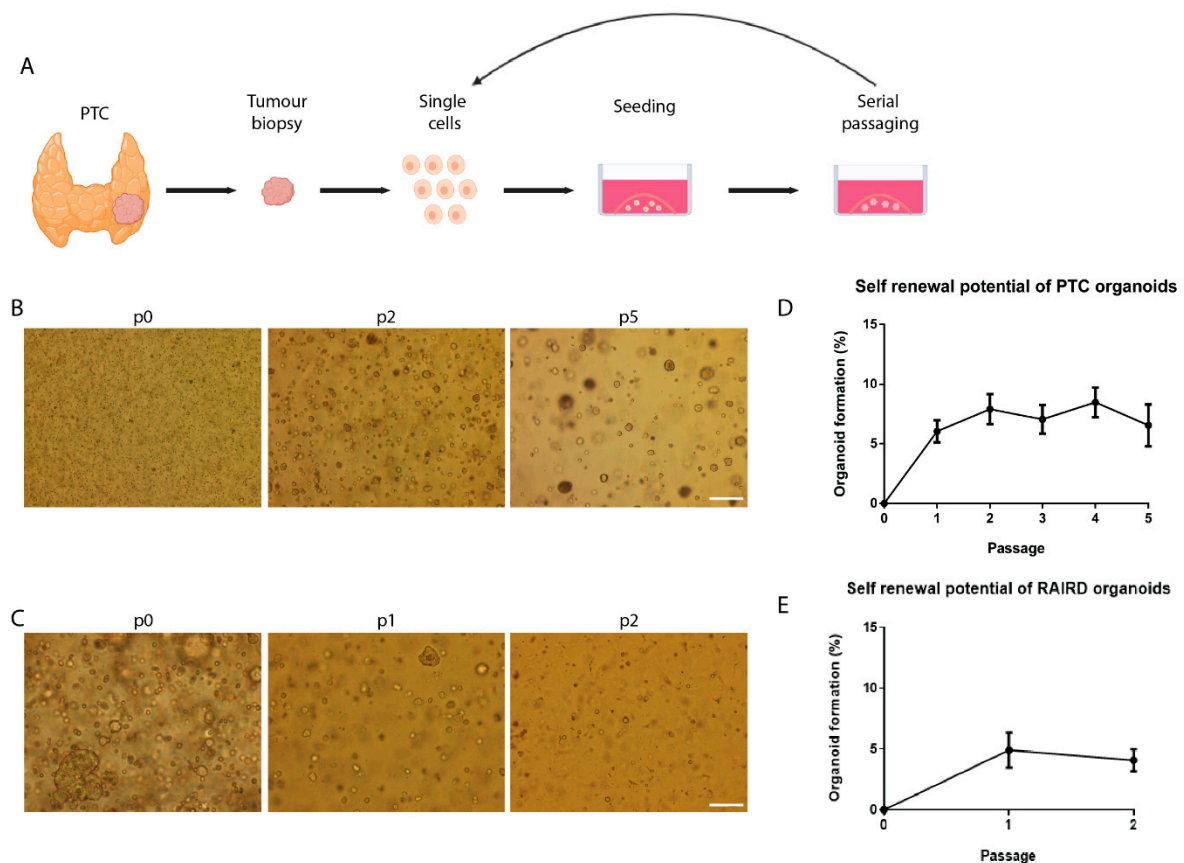 A
PTC
Tumour
biopsy
Single
cells
Seeding
Serial
passaging
B
p0
p2
p5
C
p0
p1
p2
D
Self renewal potential of PTC organoids
Organoid formation (%)
15
10
5
0
0 1 2 3 4 5
Passage
E
Self renewal potential of RAIRD organoids
Organoid formation (%)
15
10
5
0
0 1 2
Passage